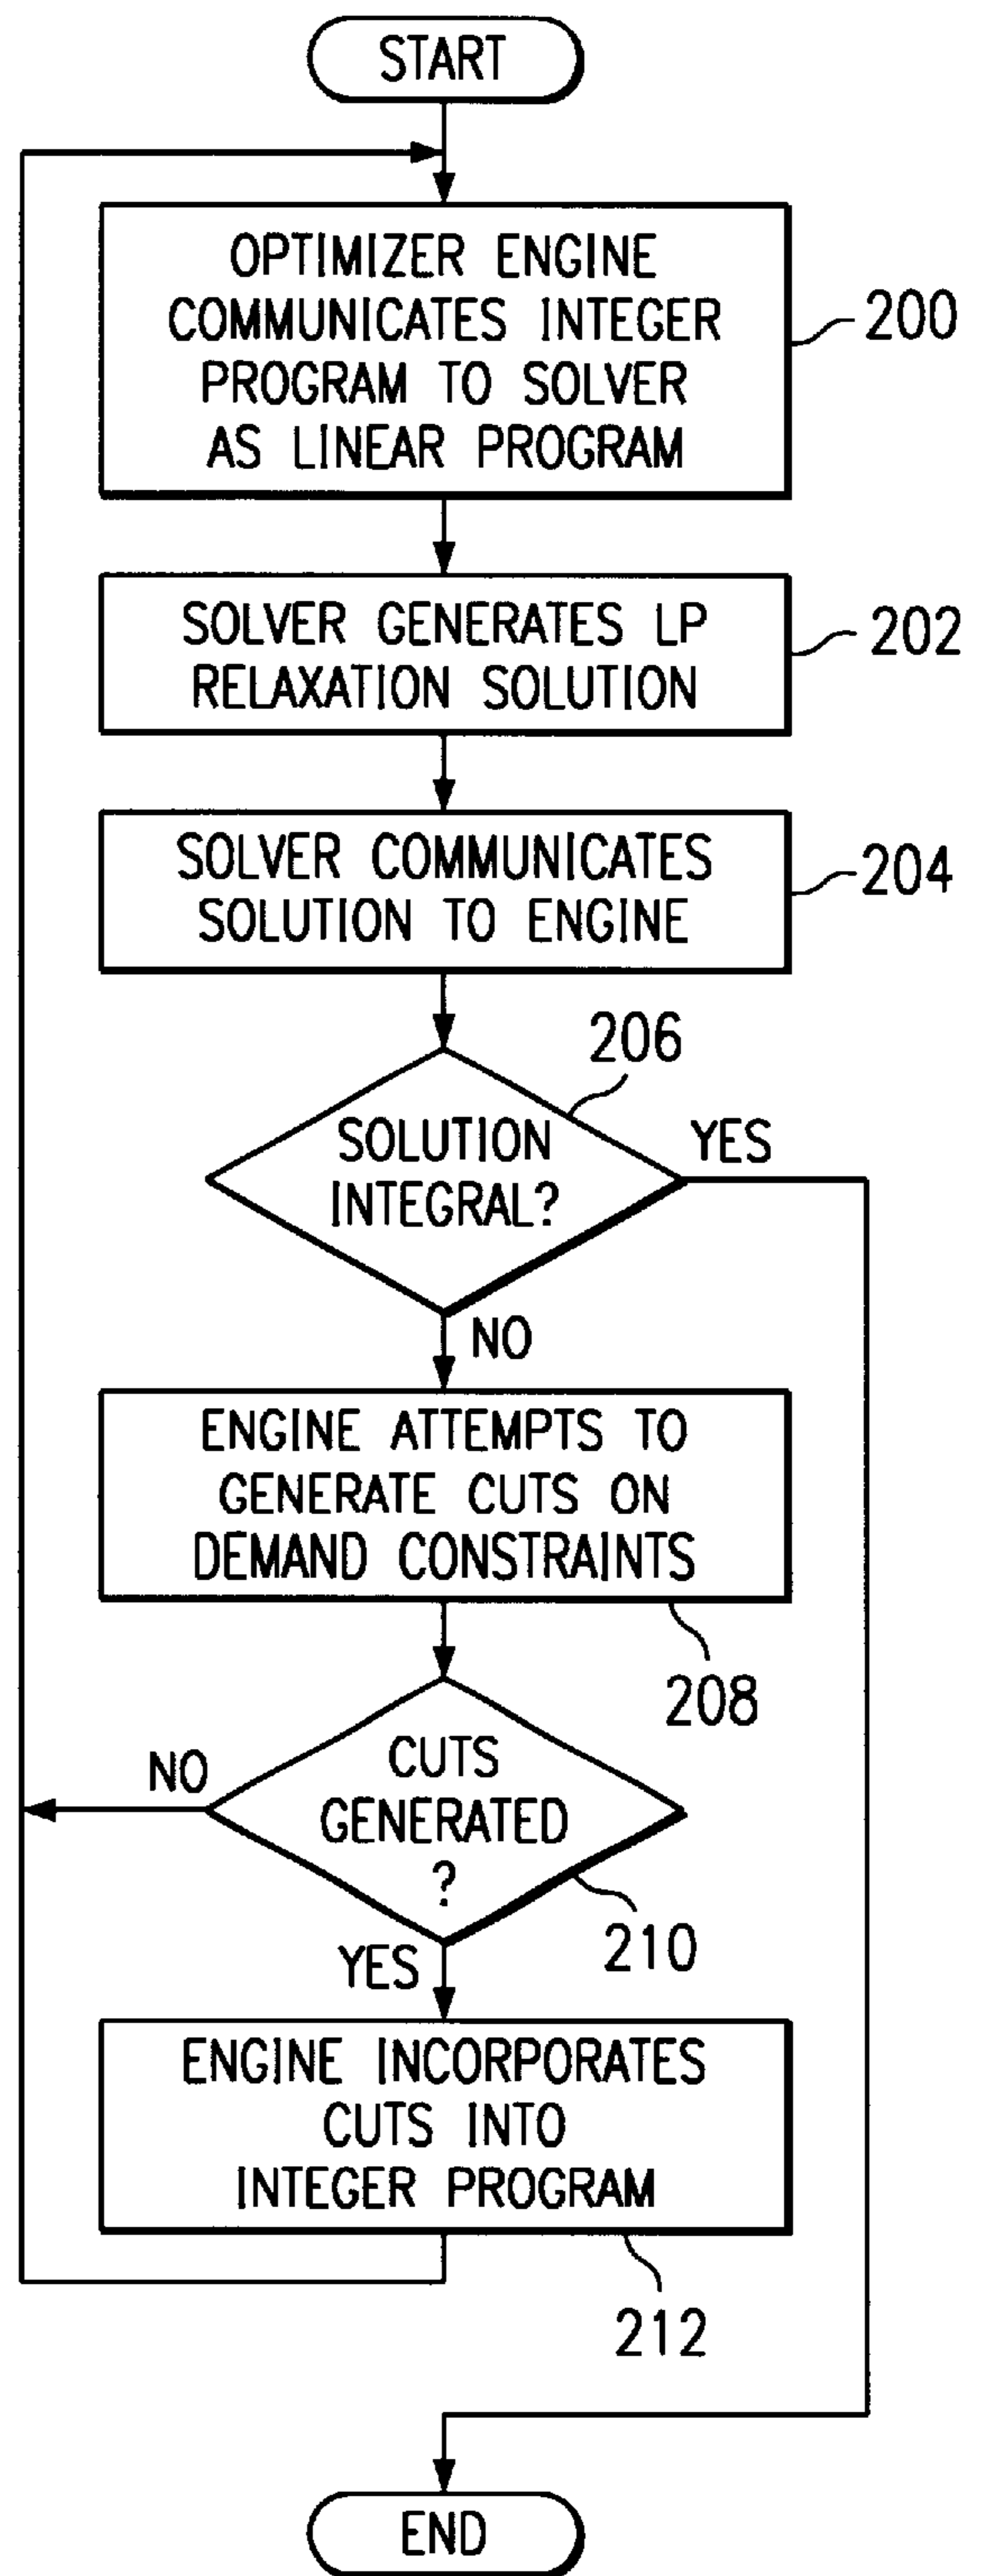 START
OPTIMIZER ENGINE
COMMUNICATES INTEGER
PROGRAM TO SOLVER
AS LINEAR PROGRAM
200
SOLVER GENERATES LP
RELAXATION SOLUTION
202
SOLVER COMMUNICATES
SOLUTION TO ENGINE
204
206
SOLUTION
INTEGRAL?
YES
NO
ENGINE ATTEMPTS TO
GENERATE CUTS ON
DEMAND CONSTRAINTS
208
NO
CUTS
GENERATED
?
210
YES
ENGINE INCORPORATES
CUTS INTO
INTEGER PROGRAM
212
END